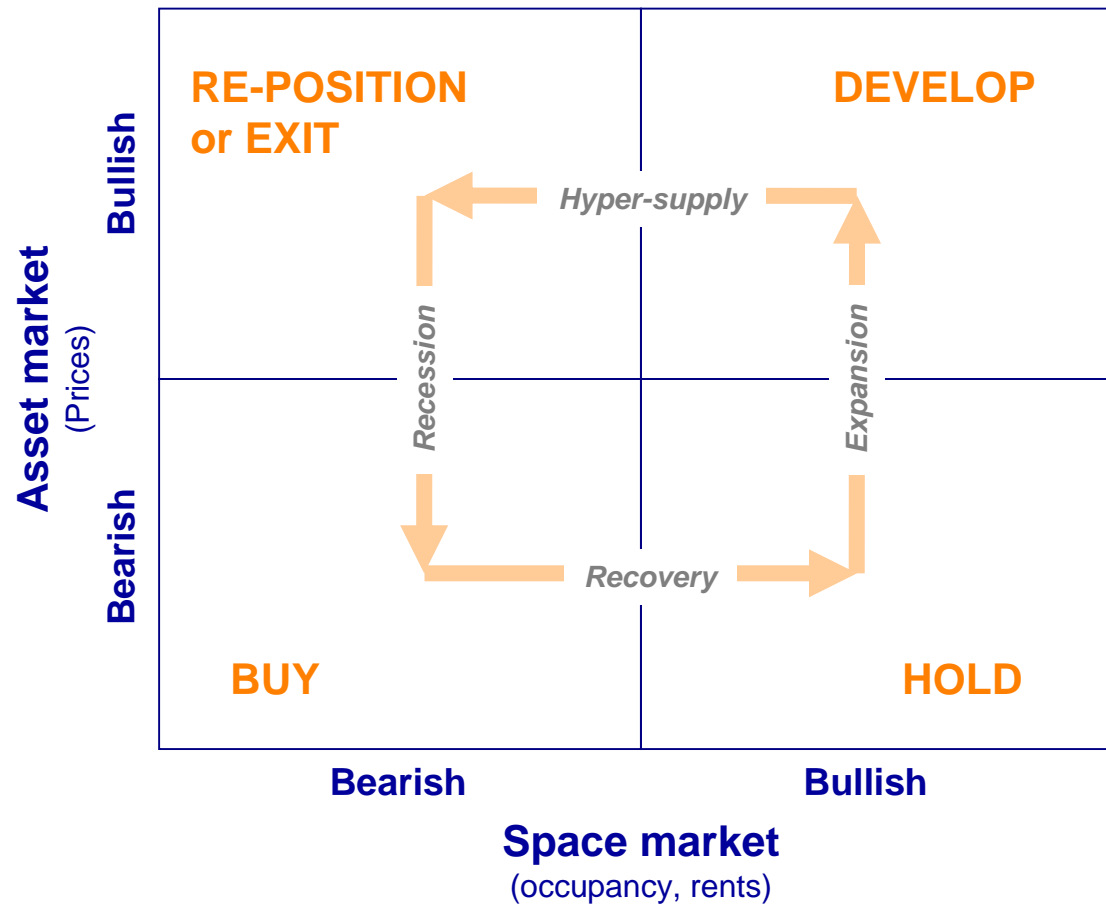 RE-POSITION
or EXIT
DEVELOP
Bullish
Hyper-supply
Asset market
(Prices)
Recession
Expansion
Bearish
Recovery
BUY
HOLD
Bearish
Bullish
Space market
(occupancy, rents)